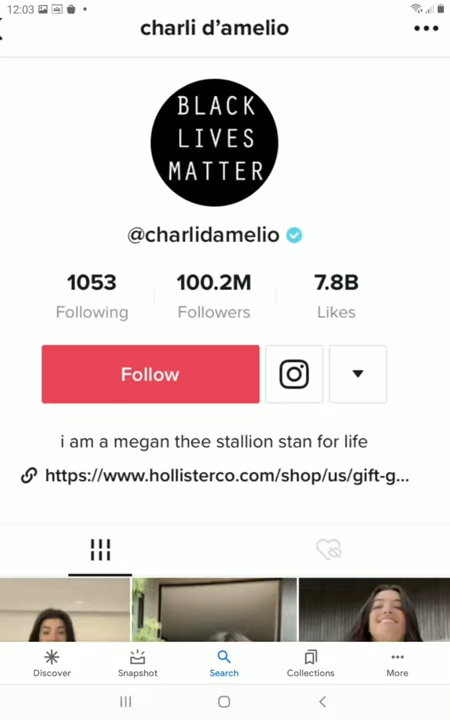 12:03
charli d’amelio
BLACK
LIVES
MATTER
@charlidamelio
1053 100.2M 7.8B
Following Followers Likes
Follow
i am a megan thee stallion stan for life
https://www.hollisterco.com/shop/us/gift-g...
Discover Snapshot Search Collections More